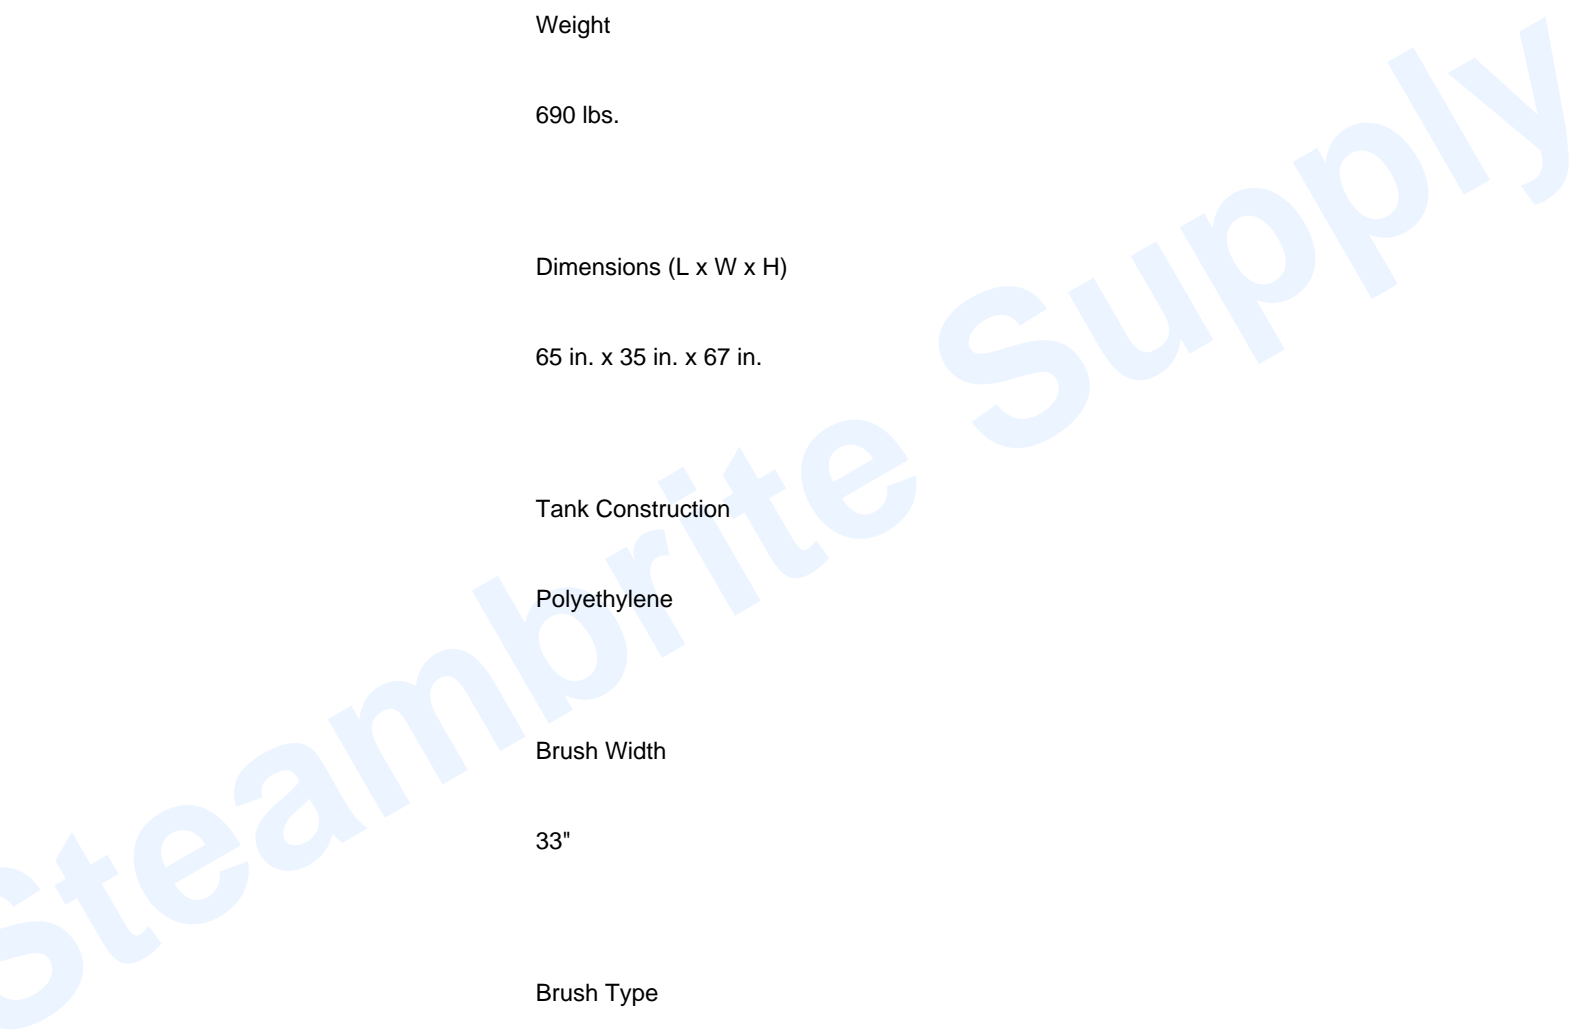 Weight
690 lbs.
Dimensions (L x W x H)
65 in. x 35 in. x 67 in.
Tank Construction
Polyethylene
Brush Width
33"
Brush Type
Steambrite Supply